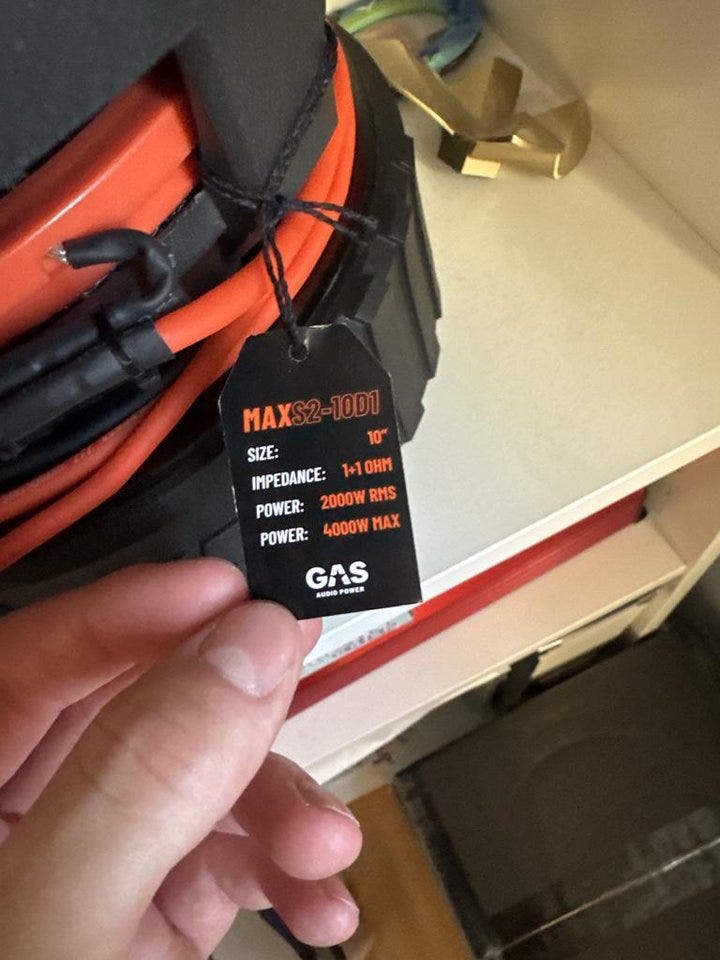 MAXS2-10D1
SIZE: 10"
IMPEDANCE: 1+1 OHM
POWER: 2000W RMS
POWER: 4000W MAX
GAS
AUDIO POWER